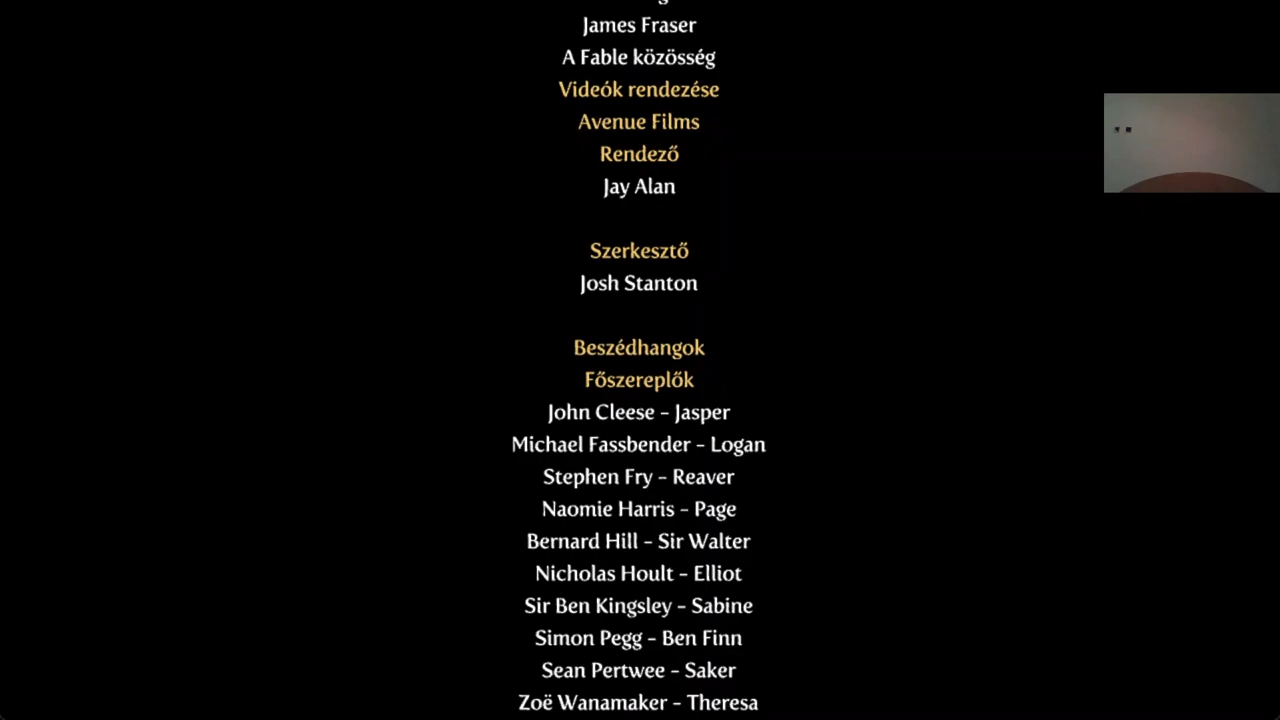 James Fraser
A Fable közösség
Videók rendezése
Avenue Films
Rendező
Jay Alan
Szerkesztő
Josh Stanton
Beszédhangok
Főszereplők
John Cleese – Jasper
Michael Fassbender – Logan
Stephen Fry – Reaver
Naomie Harris – Page
Bernard Hill – Sir Walter
Nicholas Hoult – Elliot
Sir Ben Kingsley – Sabine
Simon Pegg – Ben Finn
Sean Pertwee – Saker
Zoë Wanamaker – Theresa